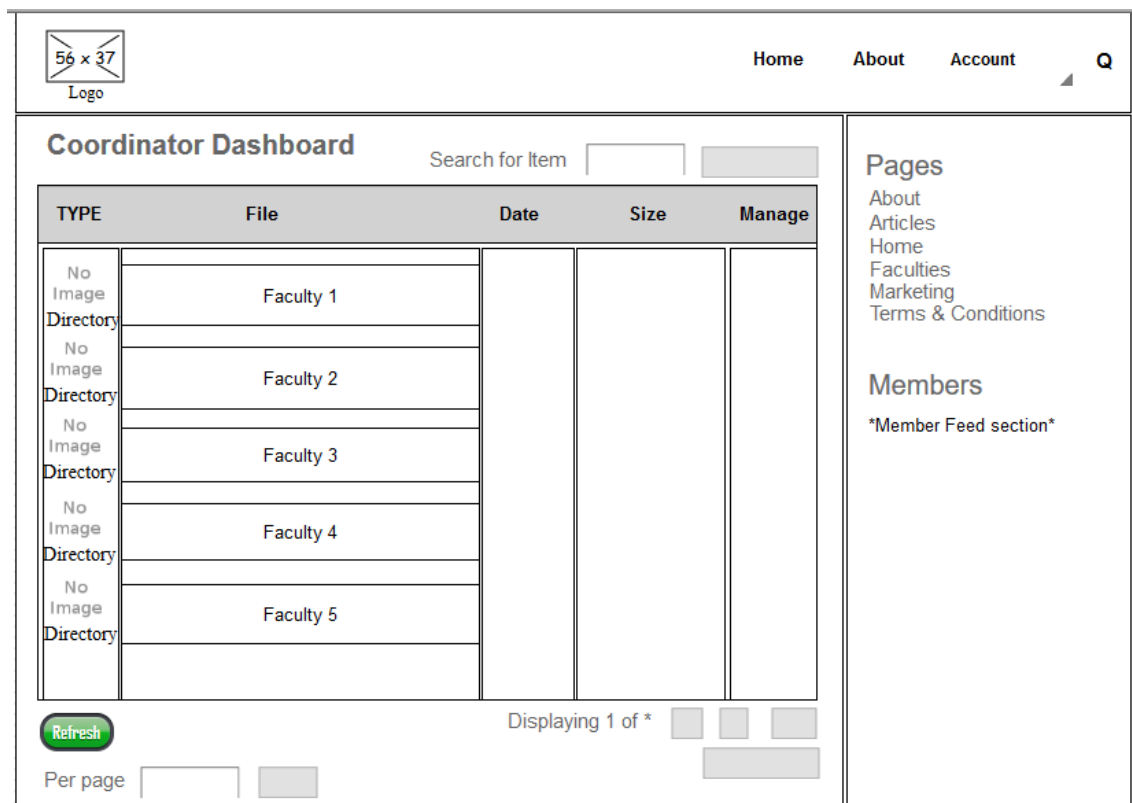 56 x 37
Logo
Home About Account Q
Coordinator Dashboard
Search for Item
TYPE File Date Size Manage
No
Image
Directory
Faculty 1
No
Image
Directory
Faculty 2
No
Image
Directory
Faculty 3
No
Image
Directory
Faculty 4
No
Image
Directory
Faculty 5
Refresh
Displaying 1 of *
Per page
Pages
About
Articles
Home
Faculties
Marketing
Terms & Conditions
Members
*Member Feed section*